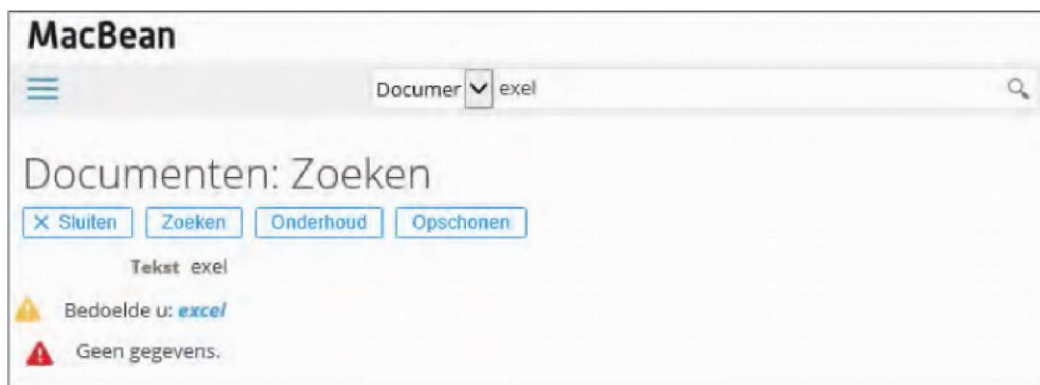 MacBean
Documer exel
Documenten: Zoeken
× Sluiten Zoeken Onderhoud Opschonen
Tekst exel
Bedoelde u: excel
Geen gegevens.